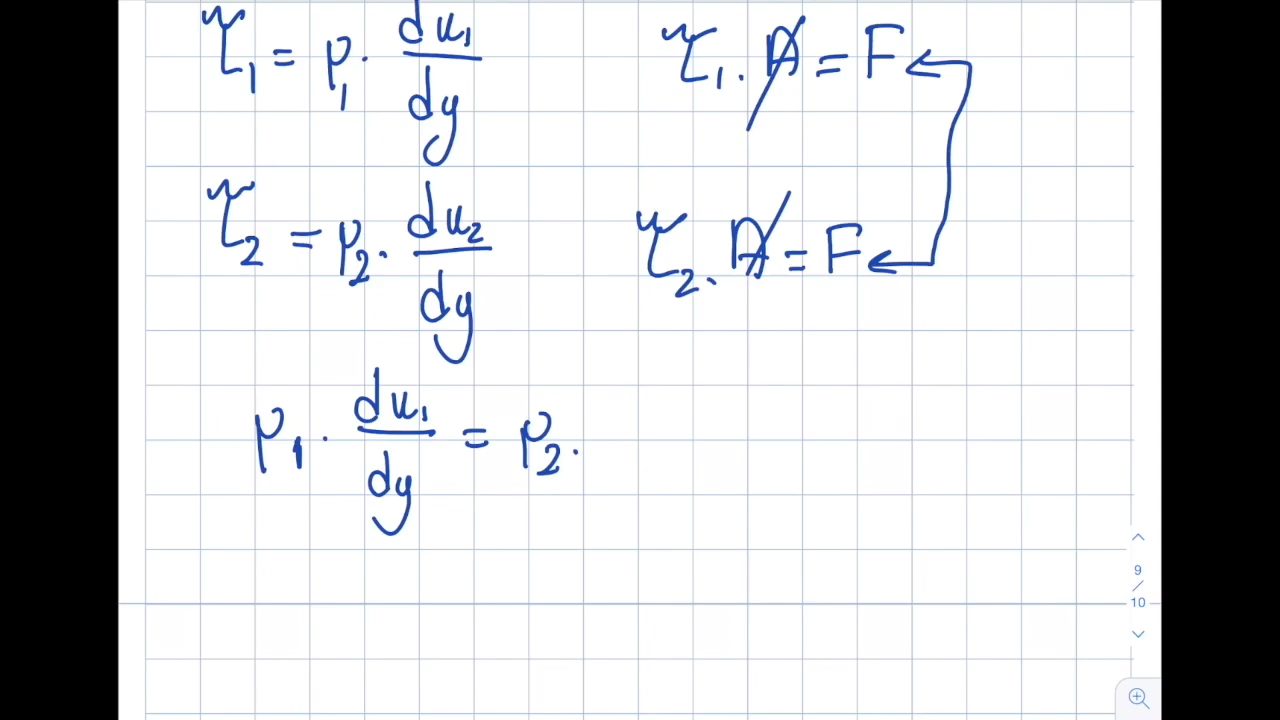 τ₁ = μ₁ · du₁/dy
τ₁ · A = F
τ₂ = μ₂ · du₂/dy
τ₂ · A = F
μ₁ · du₁/dy = μ₂ ·
9
/
10